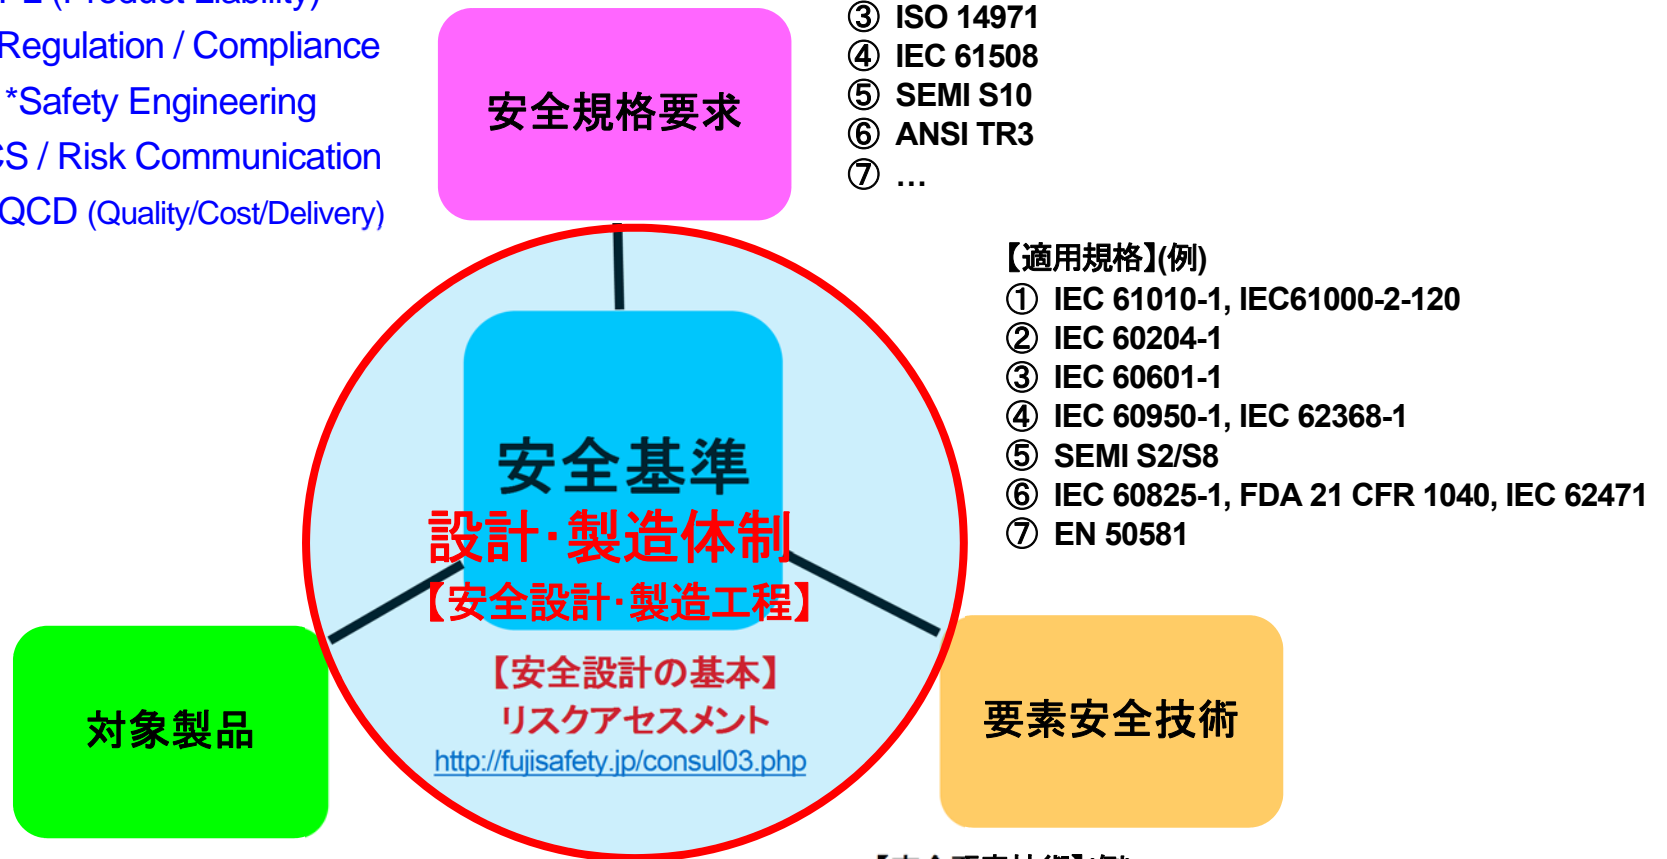 (Product Liability)
Regulation / Compliance
*Safety Engineering
CS / Risk Communication
QCD (Quality/Cost/Delivery)
安全規格要求
③ ISO 14971
④ IEC 61508
⑤ SEMI S10
⑥ ANSI TR3
⑦ …
【適用規格】(例)
① IEC 61010-1, IEC61000-2-120
② IEC 60204-1
③ IEC 60601-1
④ IEC 60950-1, IEC 62368-1
⑤ SEMI S2/S8
⑥ IEC 60825-1, FDA 21 CFR 1040, IEC 62471
⑦ EN 50581
安全基準
設計・製造体制
【安全設計・製造工程】
【安全設計の基本】
リスクアセスメント
http://fujisafety.jp/consul03.php
対象製品
要素安全技術